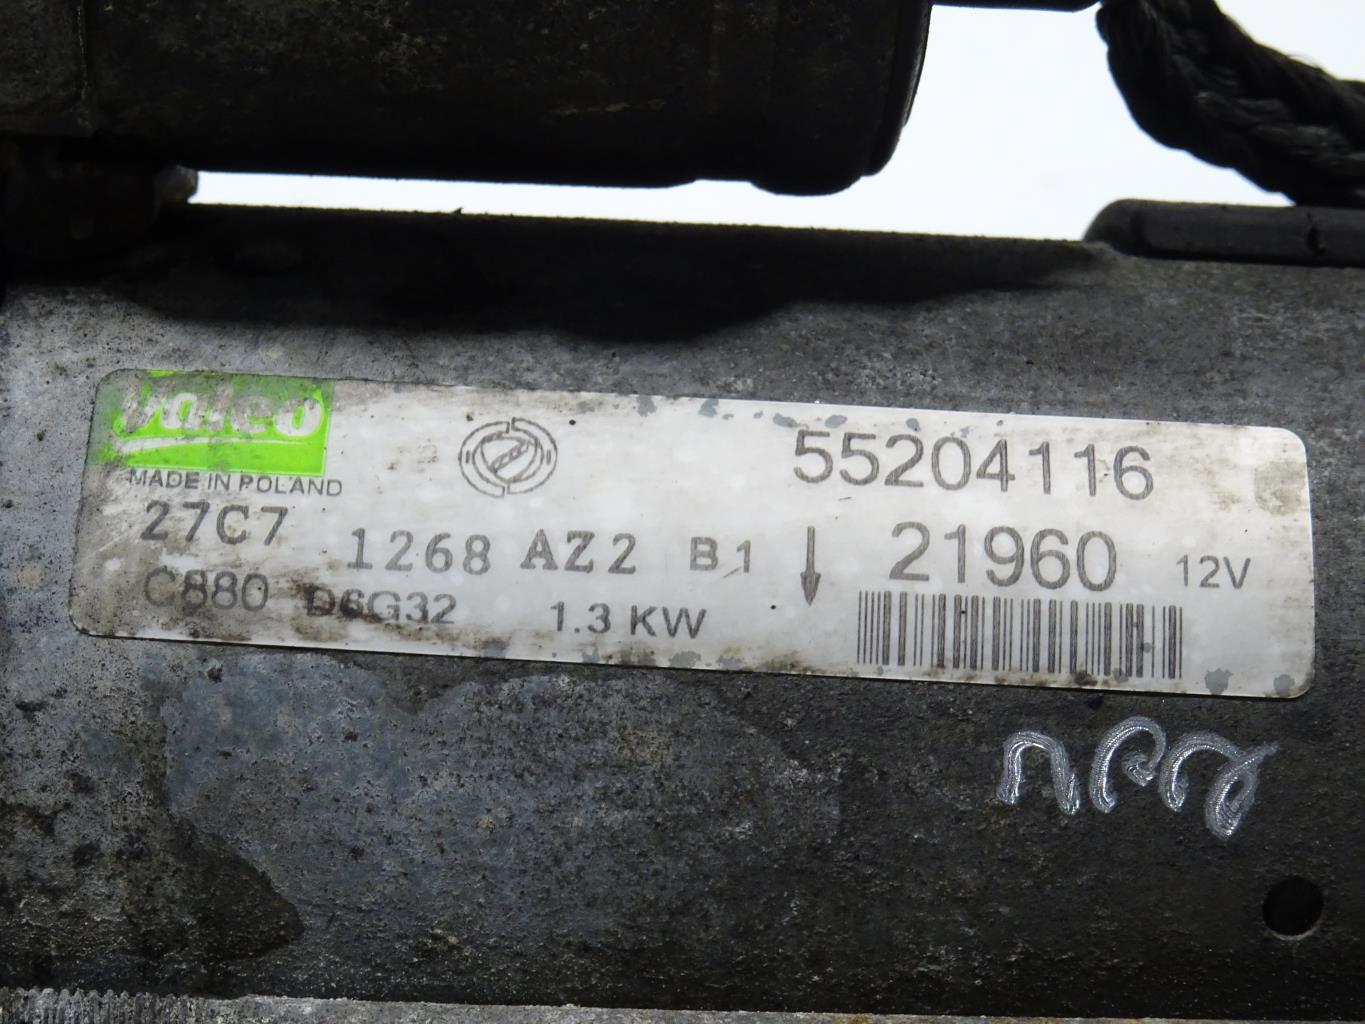 Valeo
55204116
MADE IN POLAND
27C7 1268 AZ2 B1 21960 12V
C880 D6G32 1.3 KW